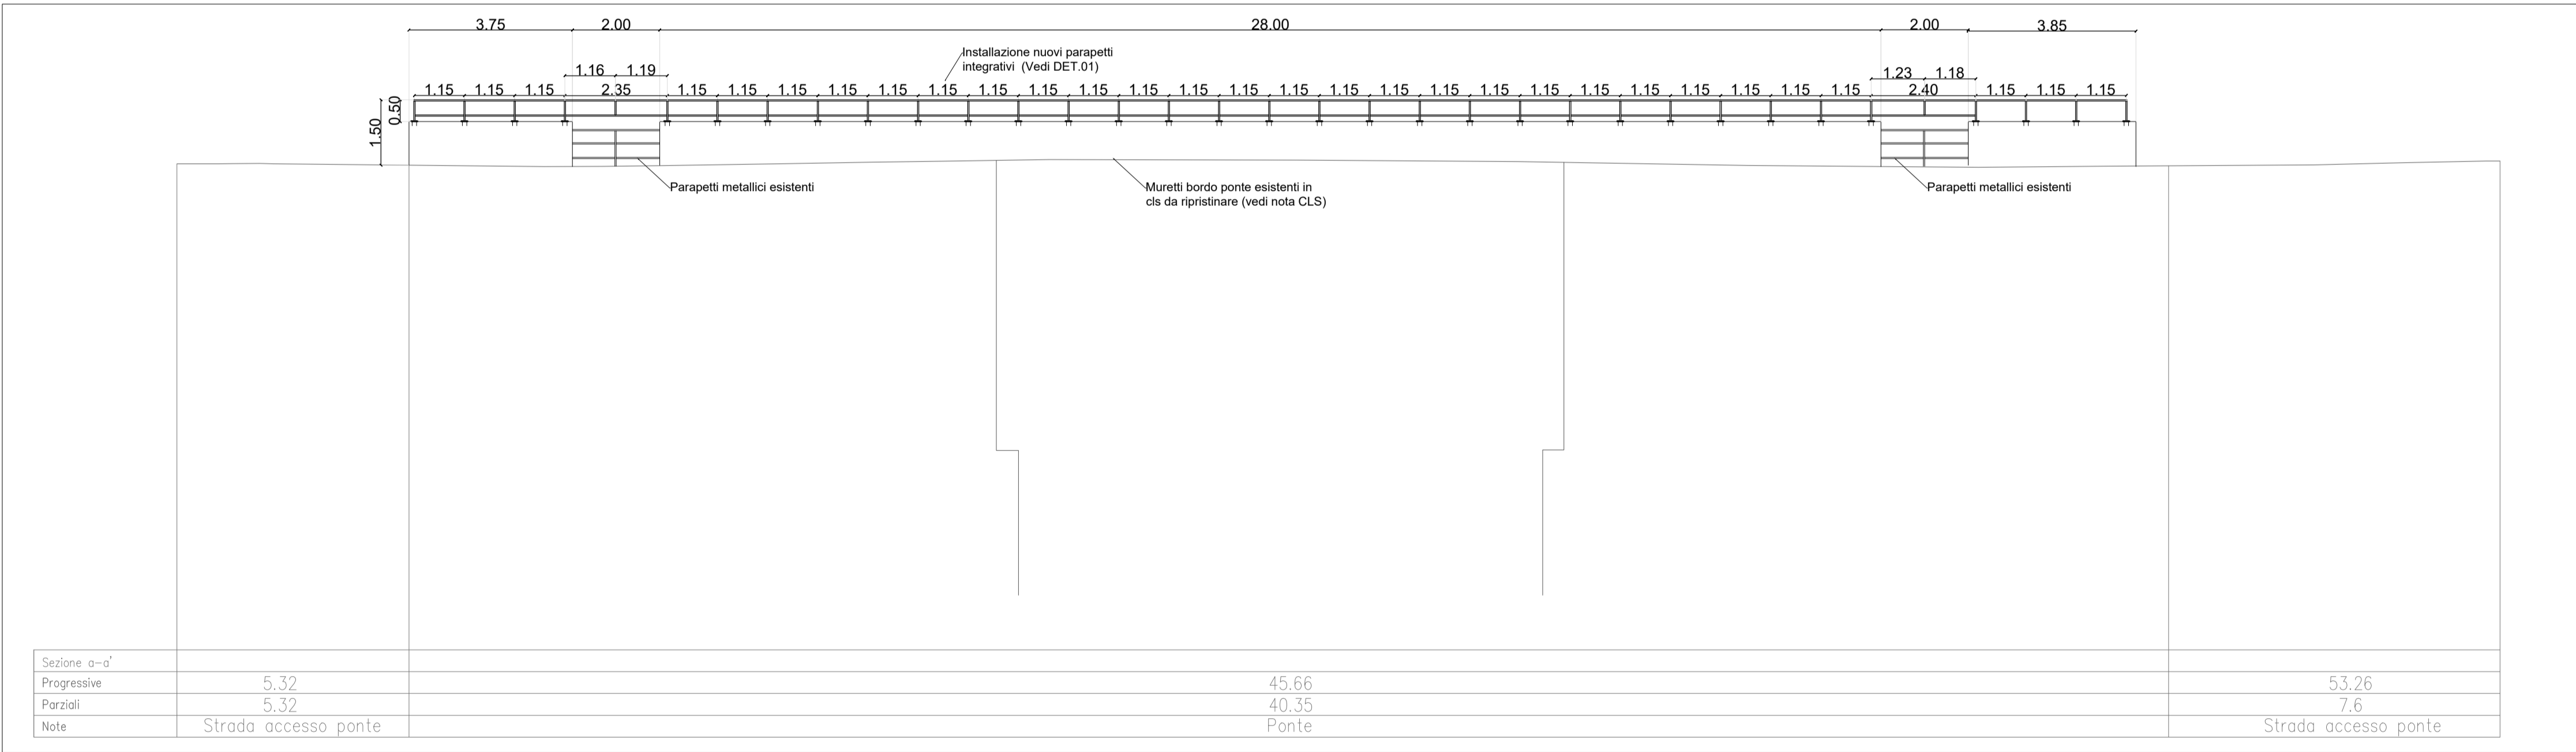 3.75 2.00 28.00 2.00 3.85
Installazione nuovi parapetti
integrativi (Vedi DET.01)
1.16 1.19 1.23 1.18
1.15 1.15 1.15 2.35 1.15 1.15 1.15 1.15 1.15 1.15 1.15 1.15 1.15 1.15 1.15 1.15 1.15 1.15 1.15 1.15 1.15 1.15 1.15 1.15 1.15 1.15 1.15 1.15 2.40 1.15 1.15 1.15
0.50
1.50
Parapetti metallici esistenti
Muretti bordo ponte esistenti in
cls da ripristinare (vedi nota CLS)
Parapetti metallici esistenti
Sezione a-a'
Progressive 5.32 45.66 53.26
Parziali 5.32 40.35 7.6
Note Strada accesso ponte Ponte Strada accesso ponte